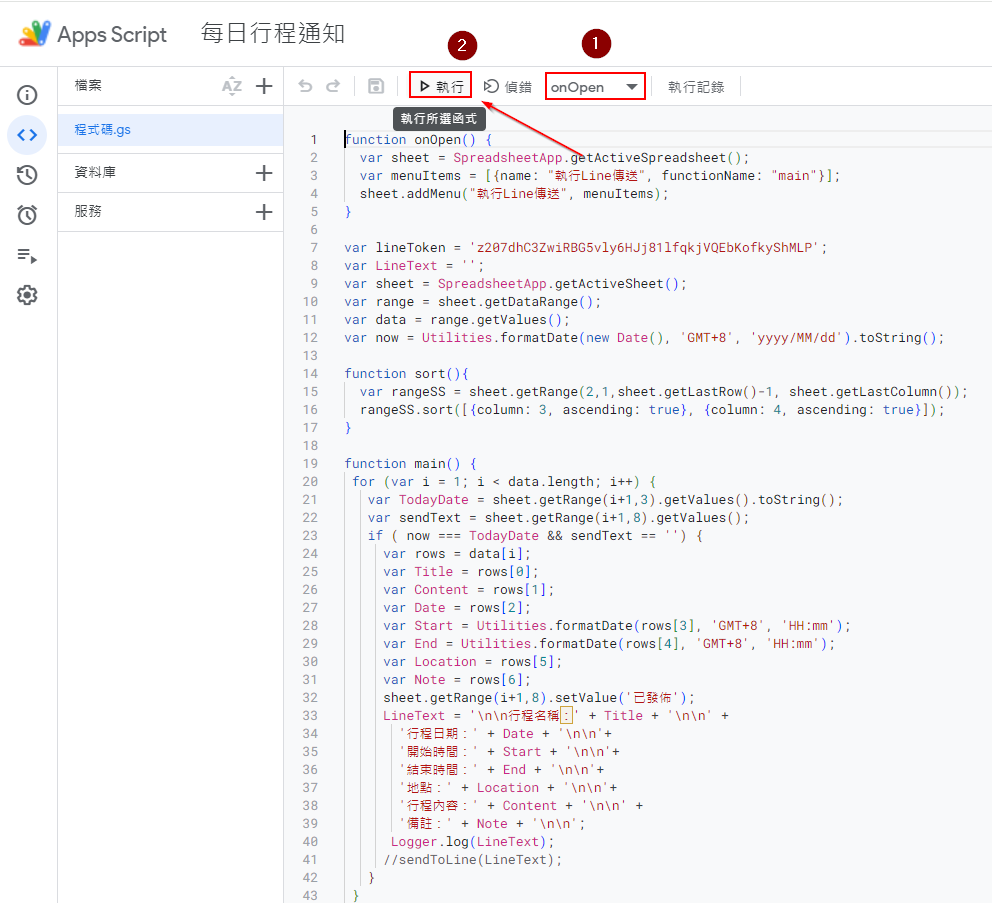 Apps Script 每日行程通知
2 1
檔案 AZ 執行 偵錯 onOpen 執行記錄
執行所選函式
程式碼.gs
資料庫
服務
1 function onOpen() {
2 var sheet = SpreadsheetApp.getActiveSpreadsheet();
3 var menuItems = [{name: "執行Line傳送", functionName: "main"}];
4 sheet.addMenu("執行Line傳送", menuItems);
5 }
6
7 var lineToken = 'z207dhC3ZwiRBG5vly6HJj81lfqkjVQEbKofkyShMLP';
8 var LineText = '';
9 var sheet = SpreadsheetApp.getActiveSheet();
10 var range = sheet.getDataRange();
11 var data = range.getValues();
12 var now = Utilities.formatDate(new Date(), 'GMT+8', 'yyyy/MM/dd').toString();
13
14 function sort(){
15 var rangeSS = sheet.getRange(2,1,sheet.getLastRow()-1, sheet.getLastColumn());
16 rangeSS.sort([{column: 3, ascending: true}, {column: 4, ascending: true}]);
17 }
18
19 function main() {
20 for (var i = 1; i < data.length; i++) {
21 var TodayDate = sheet.getRange(i+1,3).getValues().toString();
22 var sendText = sheet.getRange(i+1,8).getValues();
23 if ( now === TodayDate && sendText == '') {
24 var rows = data[i];
25 var Title = rows[0];
26 var Content = rows[1];
27 var Date = rows[2];
28 var Start = Utilities.formatDate(rows[3], 'GMT+8', 'HH:mm');
29 var End = Utilities.formatDate(rows[4], 'GMT+8', 'HH:mm');
30 var Location = rows[5];
31 var Note = rows[6];
32 sheet.getRange(i+1,8).setValue('已發佈');
33 LineText = '\n\n行程名稱：' + Title + '\n\n' +
34 '行程日期：' + Date + '\n\n'+
35 '開始時間：' + Start + '\n\n'+
36 '結束時間：' + End + '\n\n'+
37 '地點：' + Location + '\n\n'+
38 '行程內容：' + Content + '\n\n' +
39 '備註：' + Note + '\n\n';
40 Logger.log(LineText);
41 //sendToLine(LineText);
42 }
43 }